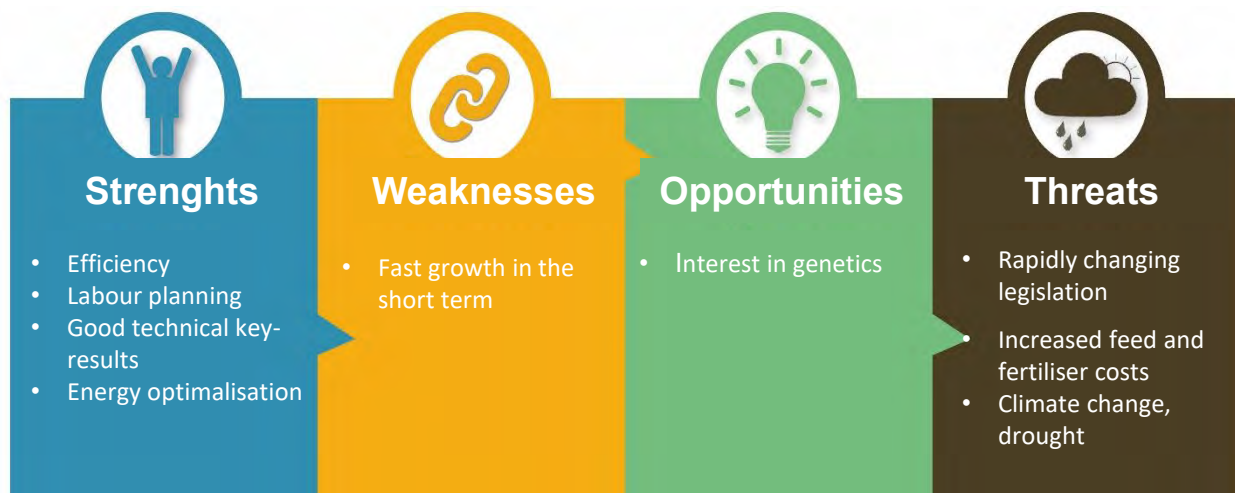 Strenghts
• Efficiency
• Labour planning
• Good technical key-
results
• Energy optimalisation
Weaknesses
• Fast growth in the
short term
Opportunities
• Interest in genetics
Threats
• Rapidly changing
legislation
• Increased feed and
fertiliser costs
• Climate change,
drought